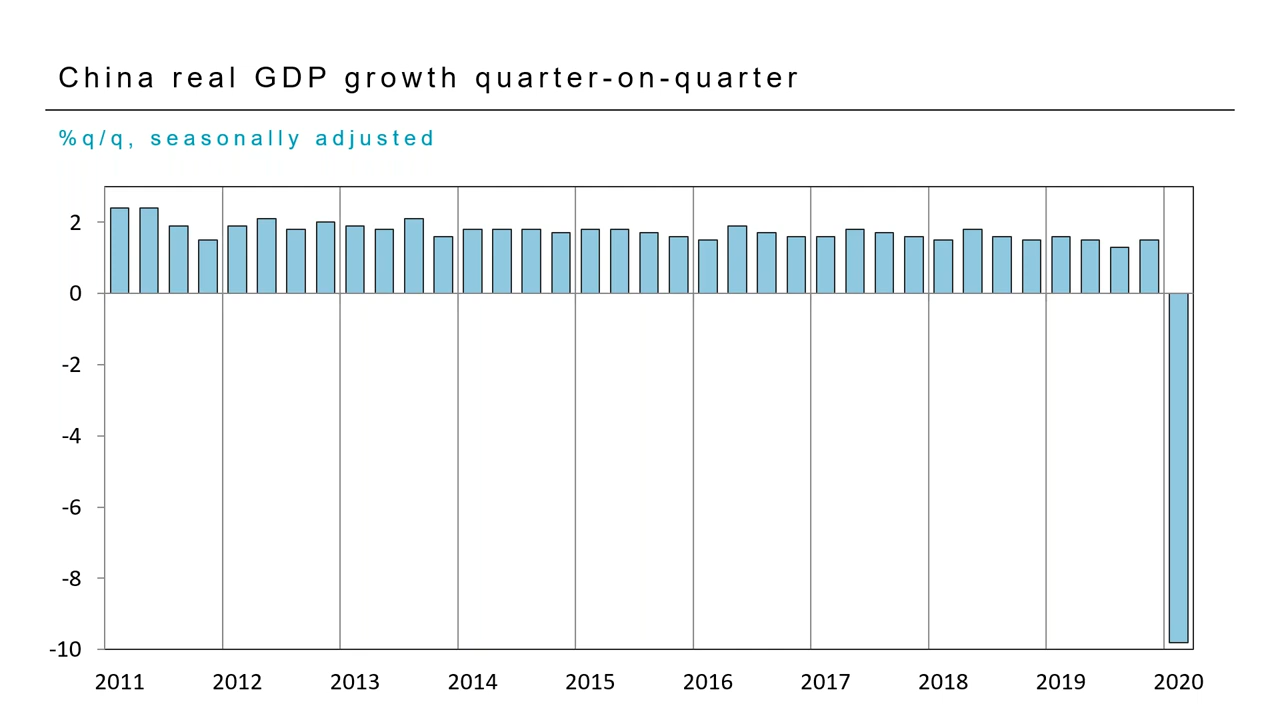 China real GDP growth quarter-on-quarter
%q/q, seasonally adjusted
2
0
-2
-4
-6
-8
-10
2011 2012 2013 2014 2015 2016 2017 2018 2019 2020